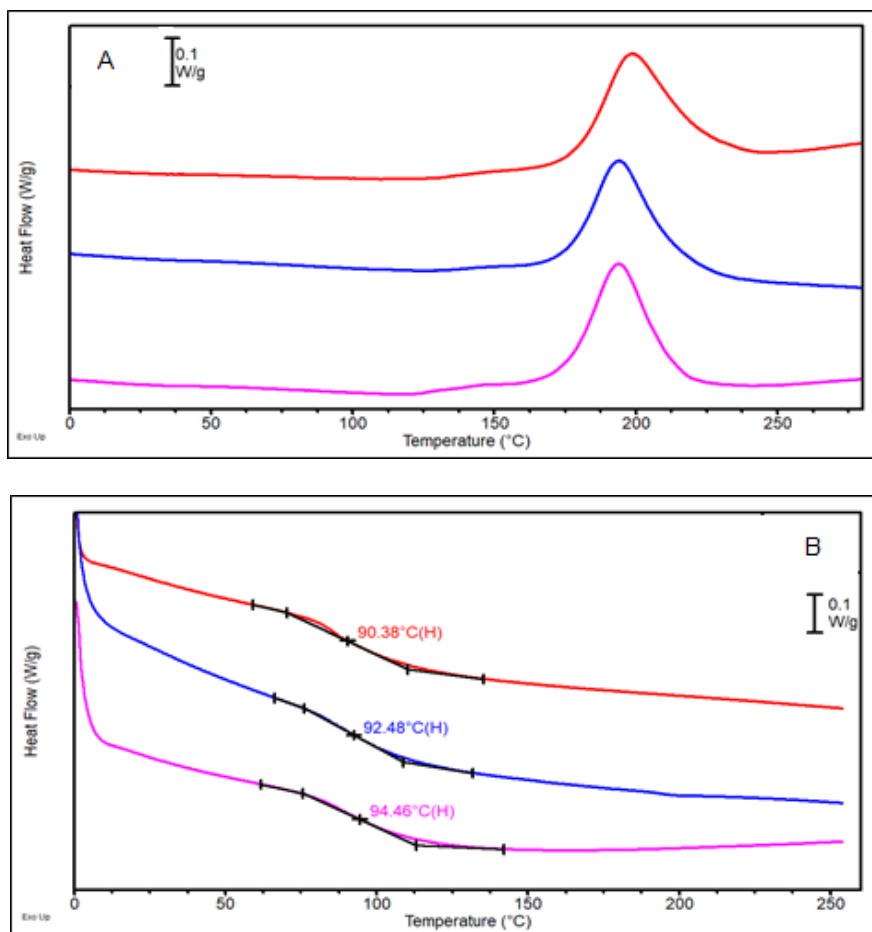 A
0.1
W/g
Heat Flow (W/g)
0 50 100 150 200 250
Exo Up
Temperature (°C)
B
0.1
W/g
90.38°C(H)
92.48°C(H)
94.46°C(H)
Heat Flow (W/g)
0 50 100 150 200 250
Exo Up
Temperature (°C)